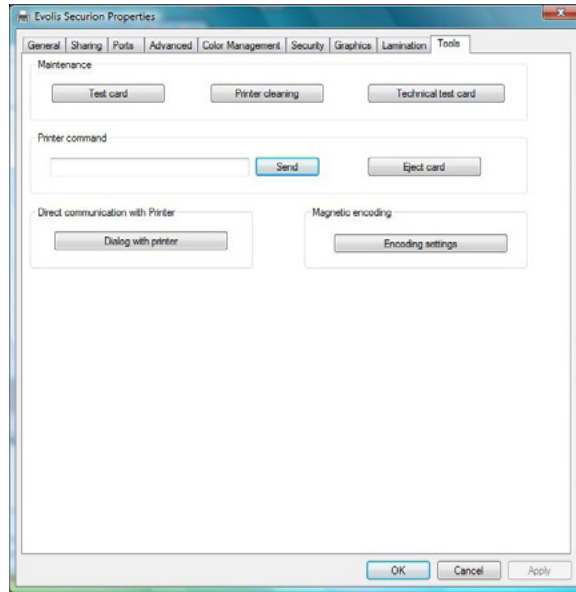 Evolis Securion Properties
General Sharing Ports Advanced Color Management Security Graphics Lamination Tools
Maintenance
Test card Printer cleaning Technical test card
Printer command
Send Eject card
Direct communication with Printer Magnetic encoding
Dialog with printer Encoding settings
OK Cancel Apply